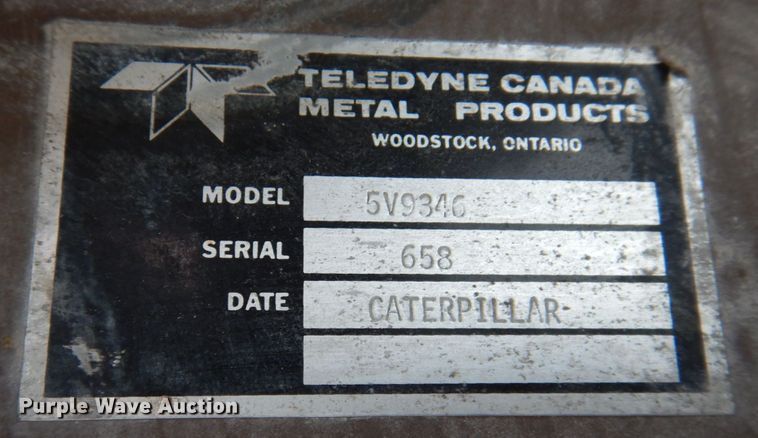 TELEDYNE CANADA
METAL PRODUCTS
WOODSTOCK, ONTARIO
MODEL 5V9346
SERIAL 658
DATE CATERPILLAR
Purple Wave Auction